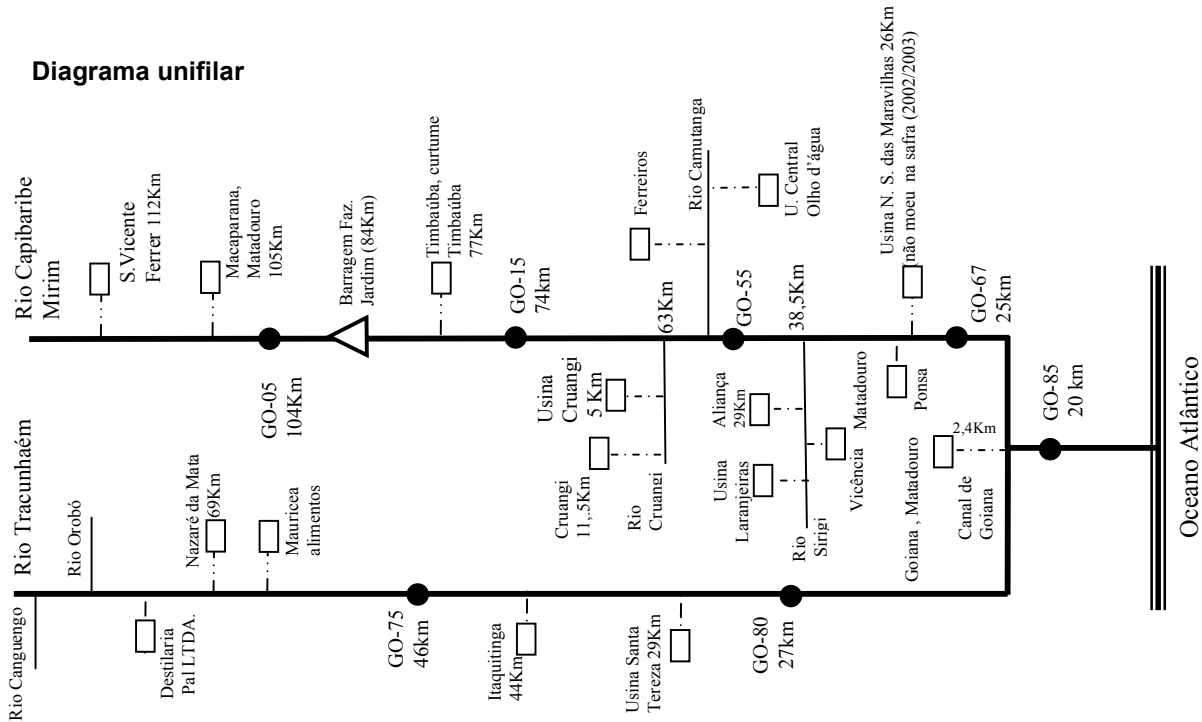 Diagrama unifilar
Rio Capibaribe
Mirim
S.Vicente
Ferrer 112Km
Macaparana,
Matadouro
105Km
GO-05
104Km
Barragem Faz.
Jardim (84Km)
Timbaúba, curtume
Timbaúba
77Km
GO-15
74km
Usina
Cruangi
5 Km
Cruangi
11,.5Km
Rio
Cruangi
63Km
Ferreiros
Rio Camutanga
U. Central
Olho d'água
GO-55
38,5Km
Aliança
29Km
Usina
Laranjeiras
Rio
Sirigi
Matadouro
Vicência
Usina N. S. das Maravilhas 26Km
não moeu na safra (2002/2003)
Ponsa
GO-67
25km
Goiana , Matadouro
2,4Km
Canal de
Goiana
GO-85
20 km
Oceano Atlântico
Rio Tracunhaém
Rio Canguengo
Rio Orobó
Destilaria
Pal LTDA.
Nazaré da Mata
69Km
Mauricea
alimentos
GO-75
46km
Itaquitinga
44Km
Usina Santa
Tereza 29Km
GO-80
27km